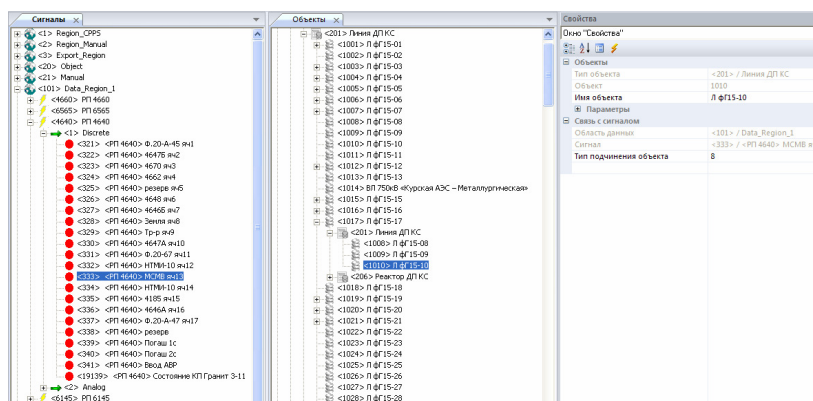 Сигналы
<1> Region_CPPS
<2> Region_Manual
<3> Export_Region
<20> Object
<21> Manual
<101> Data_Region_1
<4660> РП 4660
<6565> РП 6565
<4640> РП 4640
<1> Discrete
<321> <РП 4640> Ф.20-А-45 яч1
<322> <РП 4640> 4647Б яч2
<323> <РП 4640> 4670 яч3
<324> <РП 4640> 4662 яч4
<325> <РП 4640> резерв яч5
<326> <РП 4640> 4648 яч6
<327> <РП 4640> 4646Б яч7
<328> <РП 4640> Земля яч8
<329> <РП 4640> Тр-р яч9
<330> <РП 4640> 4647А яч10
<331> <РП 4640> Ф.20-67 яч11
<332> <РП 4640> НТМИ-10 яч12
<333> <РП 4640> МСМВ яч13
<334> <РП 4640> НТМИ-10 яч14
<335> <РП 4640> 4185 яч15
<336> <РП 4640> 4646А яч16
<337> <РП 4640> Ф.20-А-47 яч17
<338> <РП 4640> резерв
<339> <РП 4640> Погаш 1с
<340> <РП 4640> Погаш 2с
<341> <РП 4640> Ввод АВР
<19139> <РП 4640> Состояние КП Гранит 3-11
<2> Analog
<6145> РП 6145
Объекты
<201> Линия ДП КС
<1001> Л фГ15-01
<1002> Л фГ15-02
<1003> Л фГ15-03
<1004> Л фГ15-04
<1005> Л фГ15-05
<1006> Л фГ15-06
<1007> Л фГ15-07
<1008> Л фГ15-08
<1009> Л фГ15-09
<1010> Л фГ15-10
<1011> Л фГ15-11
<1012> Л фГ15-12
<1013> Л фГ15-13
<1014> ВЛ 750кВ «Курская АЭС – Металлургическая»
<1015> Л фГ15-15
<1016> Л фГ15-16
<1017> Л фГ15-17
<201> Линия ДП КС
<1008> Л фГ15-08
<1009> Л фГ15-09
<1010> Л фГ15-10
<206> Реактор ДП КС
<1018> Л фГ15-18
<1019> Л фГ15-19
<1020> Л фГ15-20
<1021> Л фГ15-21
<1022> Л фГ15-22
<1023> Л фГ15-23
<1024> Л фГ15-24
<1025> Л фГ15-25
<1026> Л фГ15-26
<1027> Л фГ15-27
<1028> Л фГ15-28
Свойства
Окно "Свойства"
Объекты
Тип объекта <201> / Линия ДП КС
Объект 1010
Имя объекта Л фГ15-10
Параметры
Связь с сигналом
Область данных <101> / Data_Region_1
Сигнал <333> / <РП 4640> МСМВ я
Тип подчинения объекта 8